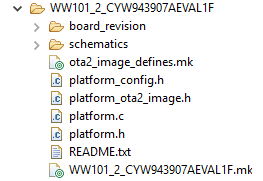 WW101_2_CYW943907AEVAL1F
board_revision
schematics
ota2_image_defines.mk
platform_config.h
platform_ota2_image.h
platform.c
platform.h
README.txt
WW101_2_CYW943907AEVAL1F.mk